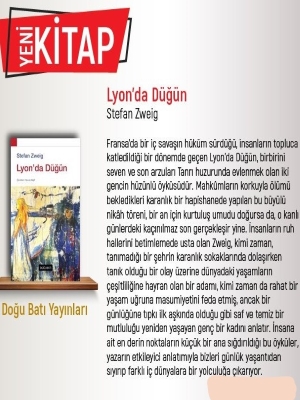 YENİ
KİTAP
Lyon'da Düğün
Stefan Zweig
Fransa'da bir iç savaşın hüküm sürdüğü, insanların topluca
katledildiği bir dönemde geçen Lyon'da Düğün, birbirini
seven ve son arzuları Tanrı huzurunda evlenmek olan iki
gencin hüzünlü öyküsüdür. Mahkûmların korkuyla ölümü
bekledikleri karanlık bir hapishanede yapılan bu büyülü
nikâh töreni, bir an için kurtuluş umudu doğursa da, o kanlı
günlerdeki kaçınılmaz son gerçekleşir yine. İnsanların ruh
hallerini betimlemede usta olan Zweig, kimi zaman,
tanımadığı bir şehrin karanlık sokaklarında dolaşırken
tanık olduğu bir olay üzerine dünyadaki yaşamların
çeşitliliğine hayran olan bir adamı, kimi zaman da rahat bir
yaşam uğruna masumiyetini feda etmiş, ancak bir
günlüğüne tıpkı ilk aşkında olduğu gibi saf ve temiz bir
mutluluğu yeniden yaşayan genç bir kadını anlatır. İnsana
ait en derin noktaların küçük bir ana sığdırıldığı bu öyküler,
yazarın etkileyici anlatımıyla bizleri günlük yaşantıdan
sıyırıp farklı iç dünyalara bir yolculuğa çıkarıyor.
Stefan Zweig
Lyon'da Düğün
Doğu Batı Yayınları